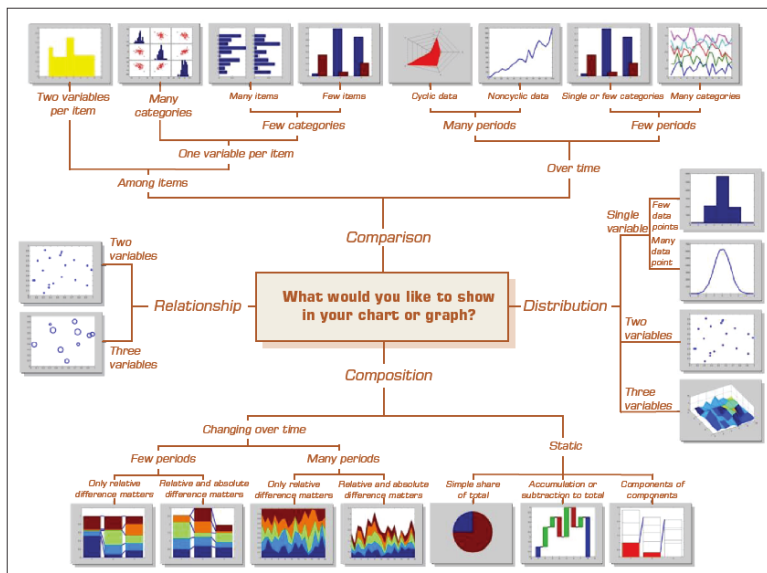 Two variables
per item
Many
categories
Many items
Few items
Cyclic data
Noncyclic data
Single or few categories
Many categories
Few categories
Many periods
Few periods
One variable per item
Over time
Among items
Comparison
Single
variable
Few
data
points
Many
data
point
Two
variables
Relationship
What would you like to show
in your chart or graph?
Distribution
Three
variables
Two
variables
Three
variables
Composition
Changing over time
Static
Few periods
Many periods
Only relative
difference matters
Relative and absolute
difference matters
Only relative
difference matters
Relative and absolute
difference matters
Simple share
of total
Accumulation or
subtraction to total
Components of
components